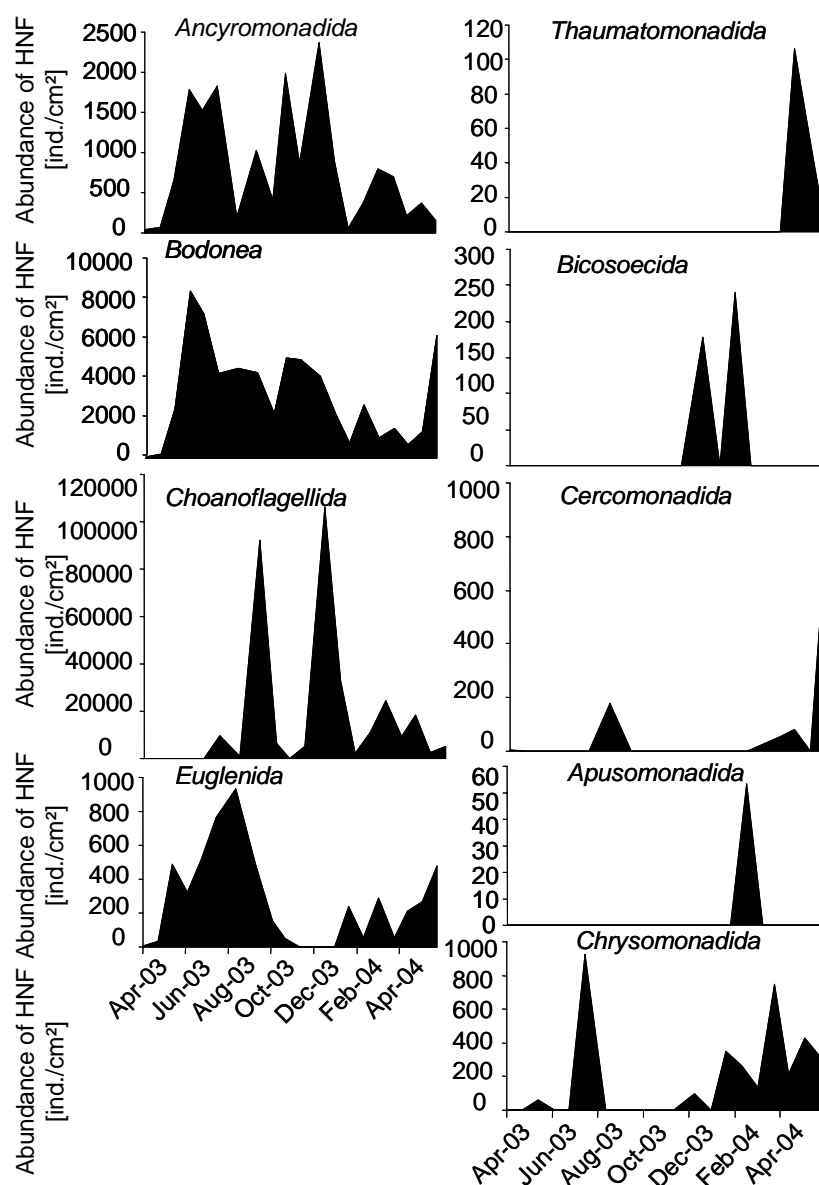 Abundance of HNF
[ind./cm²]
Ancyromonadida
2500
2000
1500
1000
500
0
Thaumatomonadida
120
100
80
60
40
20
0
Abundance of HNF
[ind./cm²]
Bodonea
10000
8000
6000
4000
2000
0
Bicosoecida
300
250
200
150
100
50
0
Abundance of HNF
[ind./cm²]
Choanoflagellida
120000
100000
80000
60000
40000
20000
0
Cercomonadida
1000
800
600
400
200
0
Abundance of HNF
[ind./cm²]
Euglenida
1000
800
600
400
200
0
Apr-03
Jun-03
Aug-03
Oct-03
Dec-03
Feb-04
Apr-04
Apusomonadida
60
50
40
30
20
10
0
Abundance of HNF
[ind./cm²]
Chrysomonadida
1000
800
600
400
200
0
Apr-03
Jun-03
Aug-03
Oct-03
Dec-03
Feb-04
Apr-04